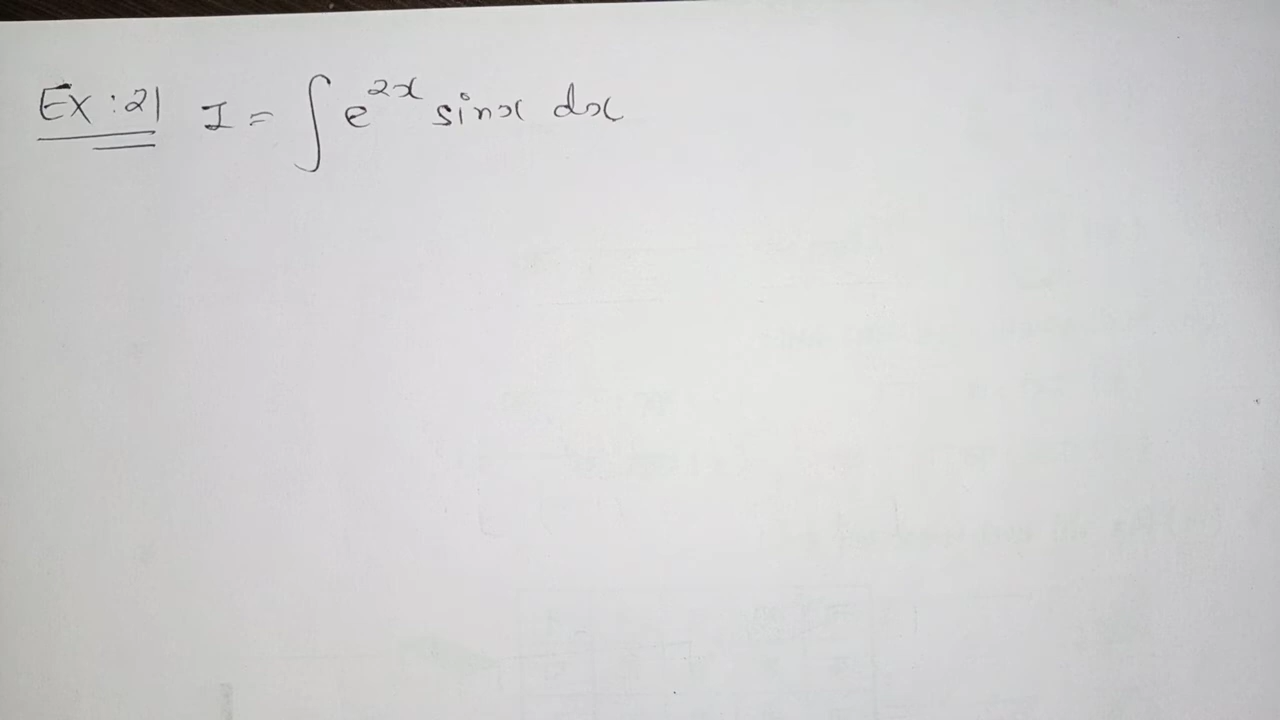 Ex:21 I = ∫ e^{2x} sinx dx